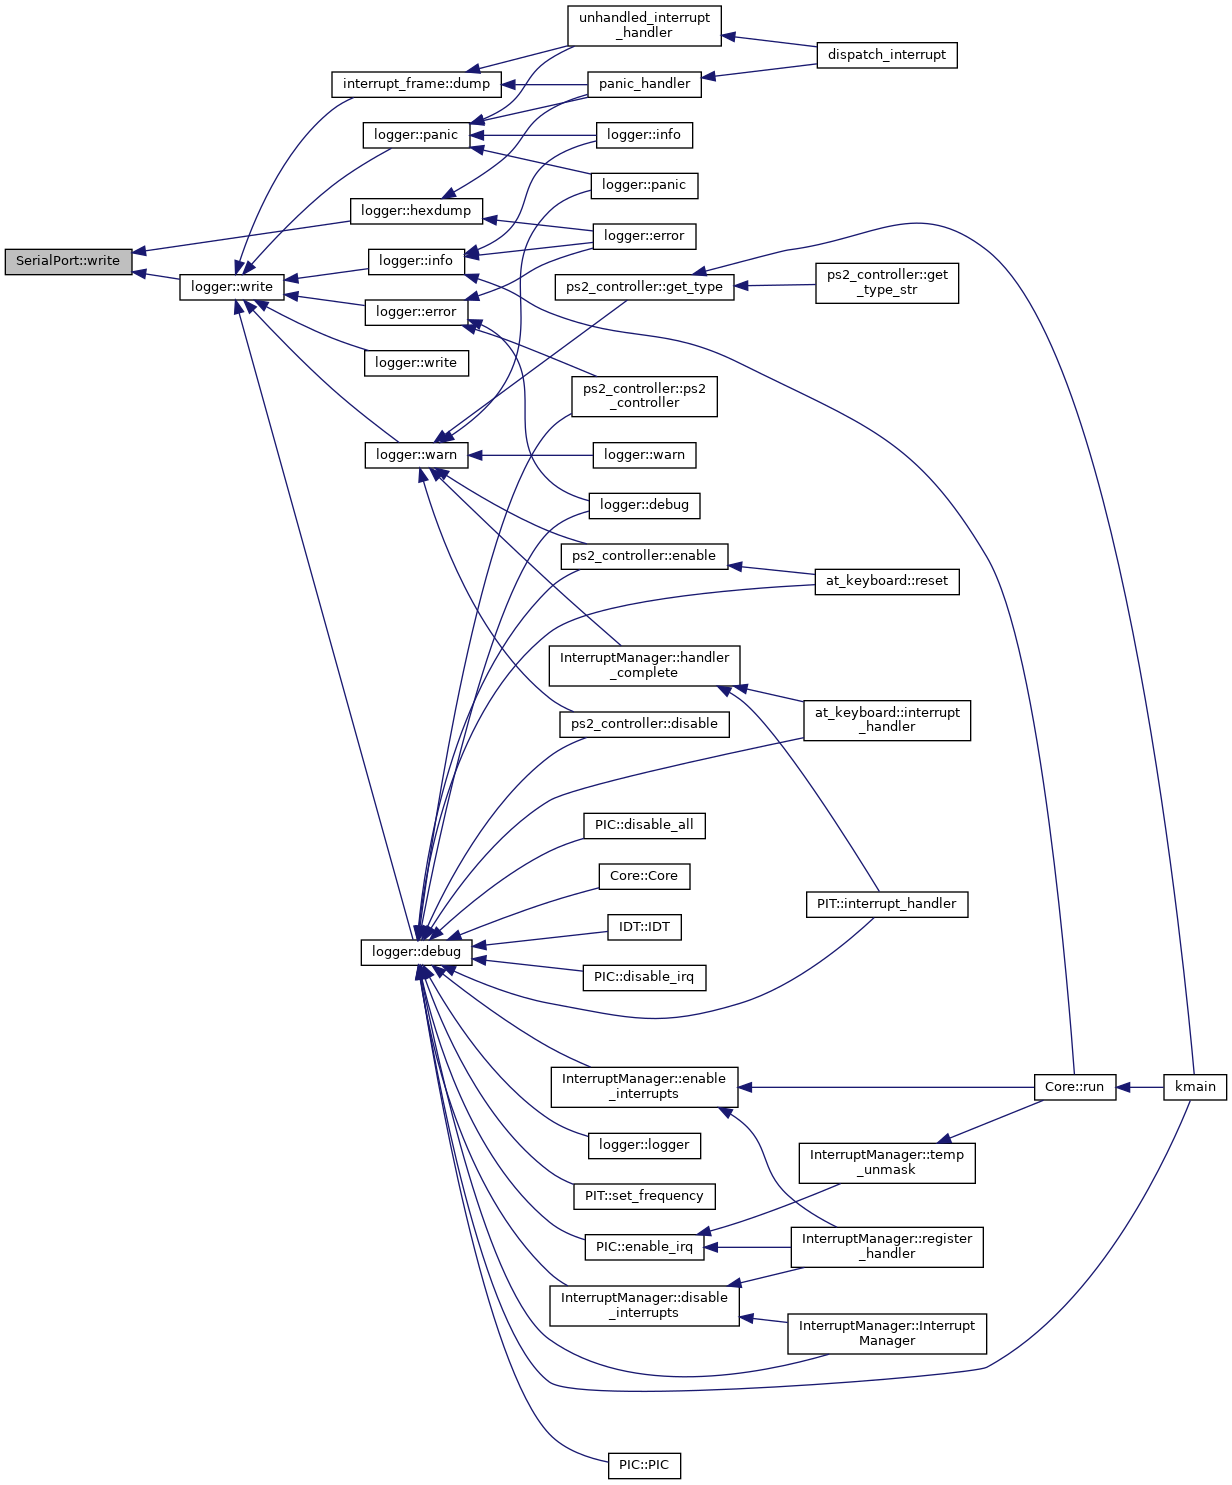 unhandled_interrupt
_handler
dispatch_interrupt
interrupt_frame::dump
panic_handler
logger::panic
logger::info
logger::panic
logger::hexdump
logger::error
SerialPort::write
logger::info
logger::write
ps2_controller::get_type
ps2_controller::get
_type_str
logger::error
logger::write
ps2_controller::ps2
_controller
logger::warn
logger::warn
logger::debug
ps2_controller::enable
at_keyboard::reset
InterruptManager::handler
_complete
at_keyboard::interrupt
_handler
ps2_controller::disable
PIC::disable_all
Core::Core
PIT::interrupt_handler
IDT::IDT
logger::debug
PIC::disable_irq
InterruptManager::enable
_interrupts
Core::run
kmain
logger::logger
InterruptManager::temp
_unmask
PIT::set_frequency
PIC::enable_irq
InterruptManager::register
_handler
InterruptManager::disable
_interrupts
InterruptManager::Interrupt
Manager
PIC::PIC